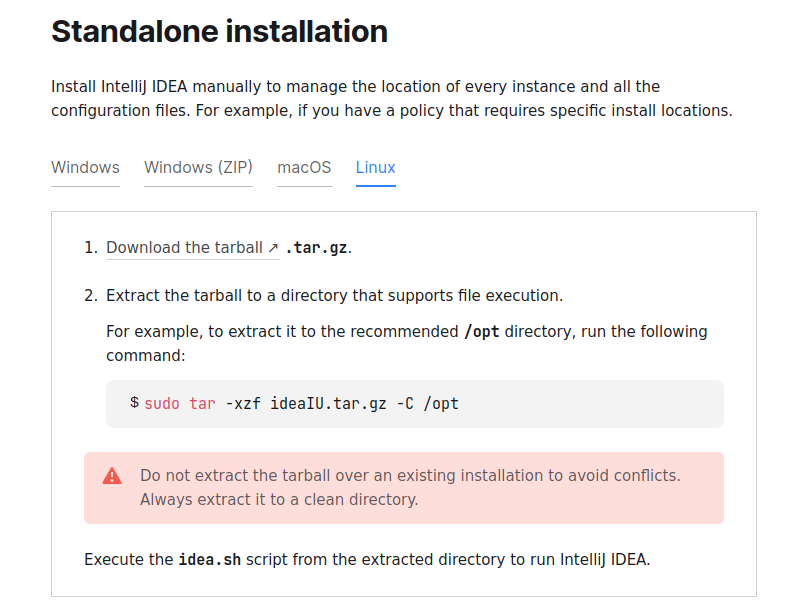 Standalone installation
Install IntelliJ IDEA manually to manage the location of every instance and all the
configuration files. For example, if you have a policy that requires specific install locations.
Windows Windows (ZIP) macOS Linux
1. Download the tarball ↗ .tar.gz.
2. Extract the tarball to a directory that supports file execution.
For example, to extract it to the recommended /opt directory, run the following
command:
$ sudo tar -xzf ideaIU.tar.gz -C /opt
Do not extract the tarball over an existing installation to avoid conflicts.
Always extract it to a clean directory.
Execute the idea.sh script from the extracted directory to run IntelliJ IDEA.